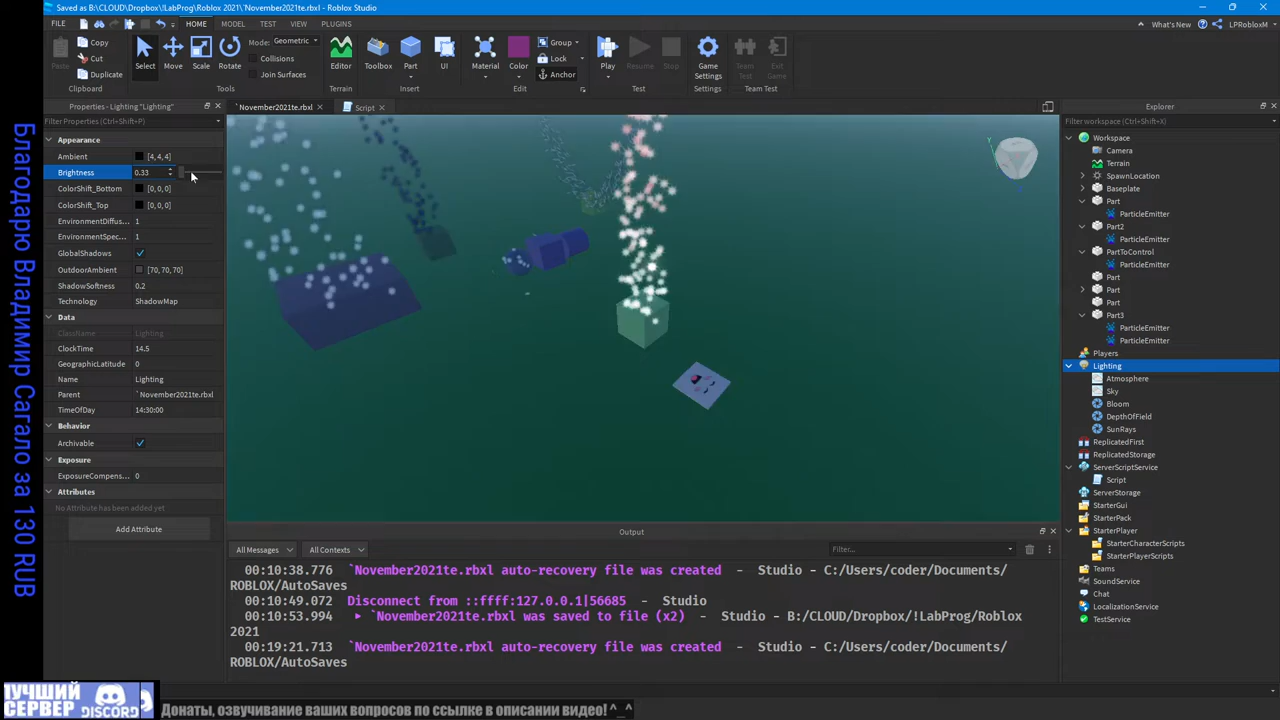 Saved as B:\CLOUD\Dropbox\!LabProg\Roblox 2021\`November2021te.rbxl - Roblox Studio
FILE HOME MODEL TEST VIEW PLUGINS
What's New LPRobloxM
Paste Copy Cut Duplicate
Clipboard
Select Move Scale Rotate
Mode: Geometric
Collisions
Join Surfaces
Tools
Editor
Terrain
Toolbox Part UI
Insert
Material Color
Group
Lock
Anchor
Edit
Play Resume Stop
Test
Game Settings
Settings
Team Test
Exit Game
Team Test
Properties - Lighting "Lighting"
Filter Properties (Ctrl+Shift+P)
Appearance
Ambient [4,4,4]
Brightness 0.33
ColorShift_Bottom [0,0,0]
ColorShift_Top [0,0,0]
EnvironmentDiffus... 1
EnvironmentSpec... 1
GlobalShadows
OutdoorAmbient [70,70,70]
ShadowSoftness 0.2
Technology ShadowMap
Data
ClassName Lighting
ClockTime 14.5
GeographicLatitude 0
Name Lighting
Parent `November2021te.rbxl
TimeOfDay 14:30:00
Behavior
Archivable
Exposure
ExposureCompens... 0
Attributes
No Attribute has been added yet
Add Attribute
`November2021te.rbxl
Script
Output
All Messages All Contexts Filter...
00:10:38.776 `November2021te.rbxl auto-recovery file was created - Studio - C:/Users/coder/Documents/
ROBLOX/AutoSaves
00:10:49.072 Disconnect from ::ffff:127.0.0.1|56685 - Studio
00:10:53.994 `November2021te.rbxl was saved to file (x2) - Studio - B:/CLOUD/Dropbox/!LabProg/Roblox
2021
00:19:21.713 `November2021te.rbxl auto-recovery file was created - Studio - C:/Users/coder/Documents/
ROBLOX/AutoSaves
Explorer
Filter workspace (Ctrl+Shift+X)
Workspace
Camera
Terrain
SpawnLocation
Baseplate
Part
ParticleEmitter
Part2
ParticleEmitter
PartToControl
ParticleEmitter
Part
Part
Part
Part3
ParticleEmitter
ParticleEmitter
Players
Lighting
Atmosphere
Sky
Bloom
DepthOfField
SunRays
ReplicatedFirst
ReplicatedStorage
ServerScriptService
Script
ServerStorage
StarterGui
StarterPack
StarterPlayer
StarterCharacterScripts
StarterPlayerScripts
Teams
SoundService
Chat
LocalizationService
TestService
Благодарю Владимир Сагало за 130 RUB
ЛУЧШИЙ
СЕРВЕР DISCORD
Донаты, озвучивание ваших вопросов по ссылке в описании видео! ^_^